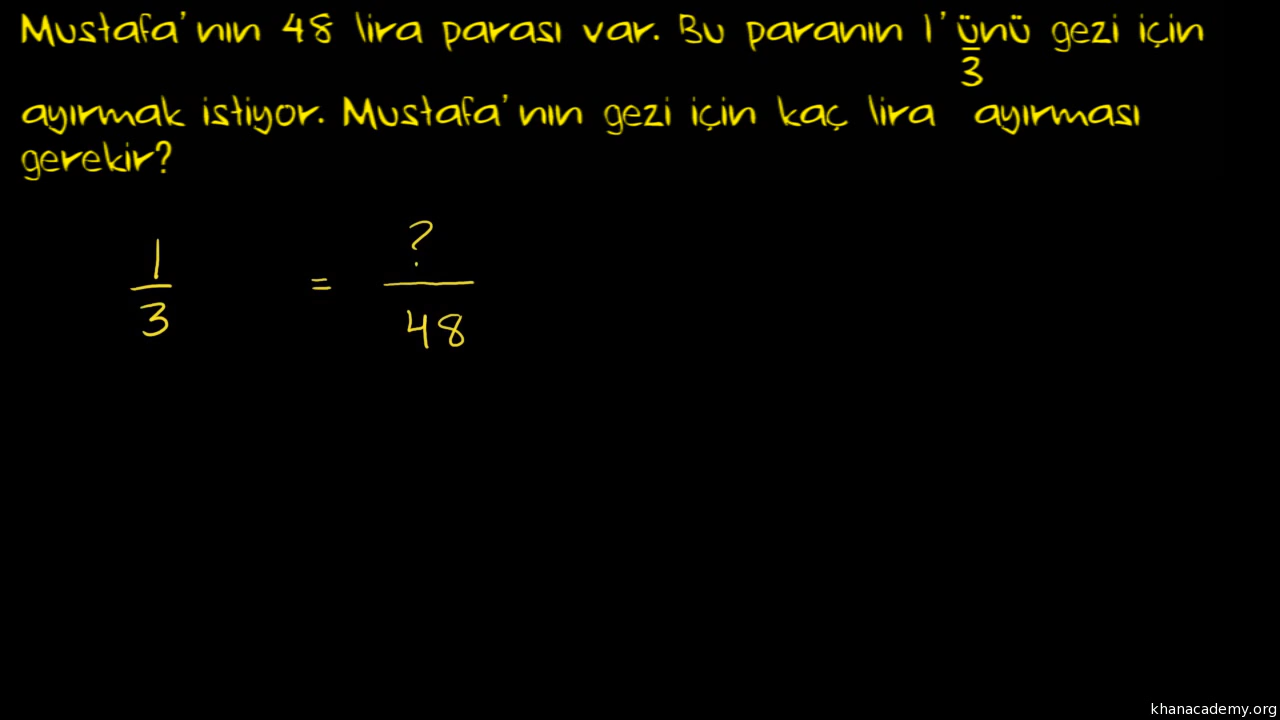 Mustafa'nın 48 lira parası var. Bu paranın 1'ünü gezi için
3
ayırmak istiyor. Mustafa'nın gezi için kaç lira ayırması
gerekir?
1/3 = ?/48
khanacademy.org